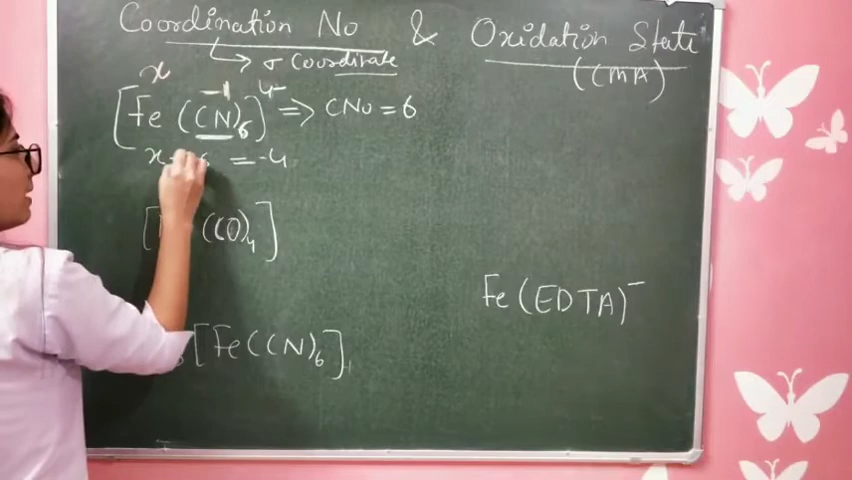 Coordination No & Oxidation State
↳ σ Coordinate (CMA)
x -1
[Fe (CN)6]4- => CNo = 6
x - 6 = -4
[ (CO)4]
Fe(EDTA)-
[Fe(CN)6]